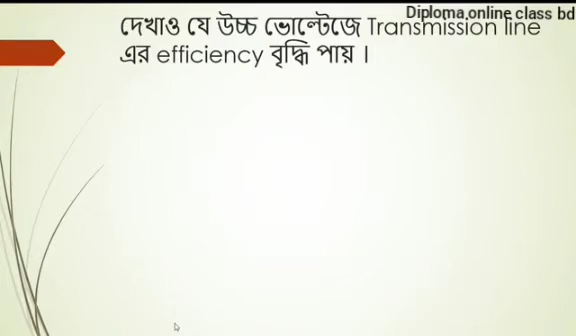 Diploma,online class bd
দেখাও যে উচ্চ ভোল্টেজে Transmission line
এর efficiency বৃদ্ধি পায় ।